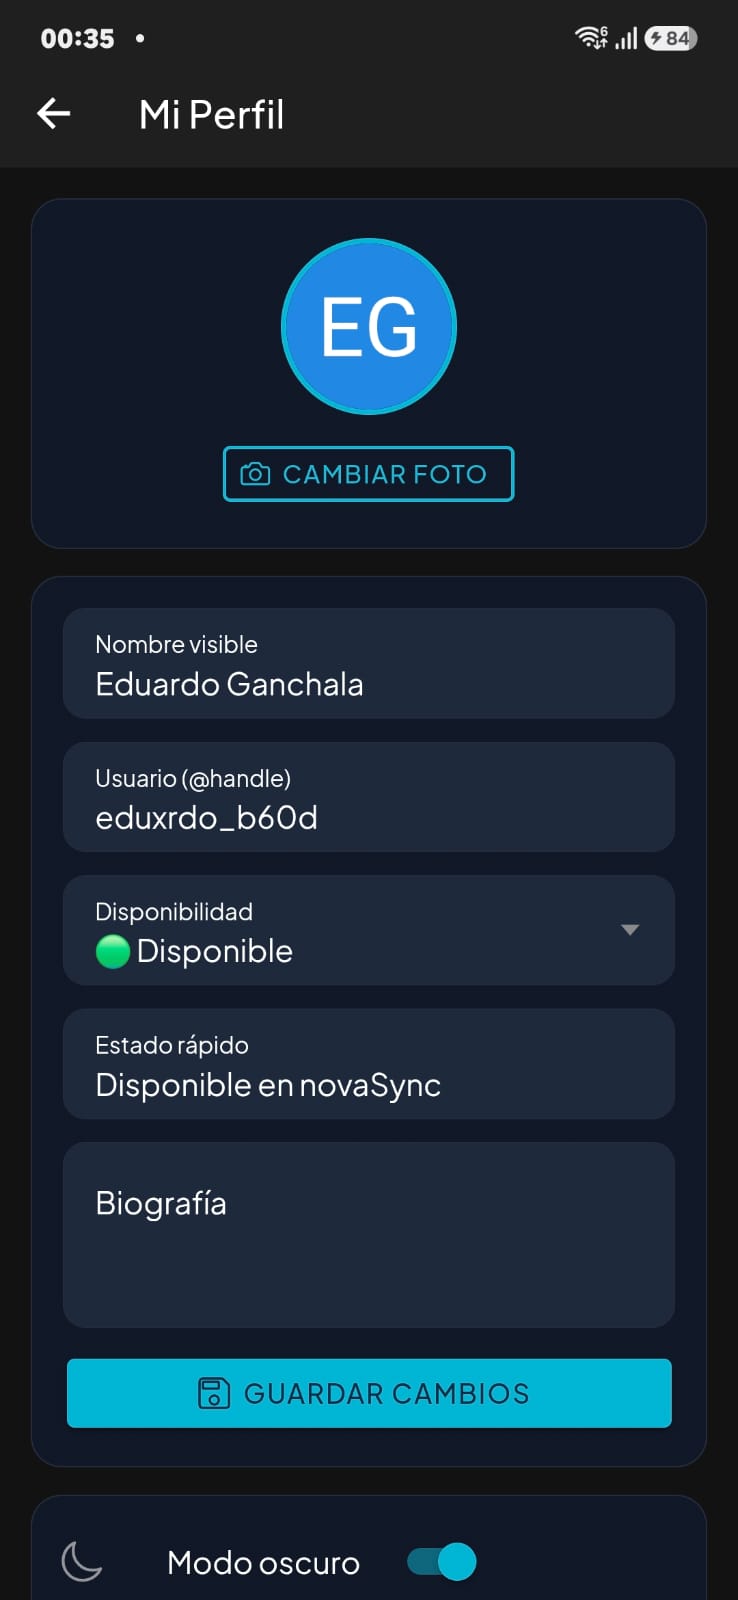 00:35
6
84
Mi Perfil
EG
CAMBIAR FOTO
Nombre visible
Eduardo Ganchala
Usuario (@handle)
eduxrdo_b60d
Disponibilidad
Disponible
Estado rápido
Disponible en novaSync
Biografía
GUARDAR CAMBIOS
Modo oscuro